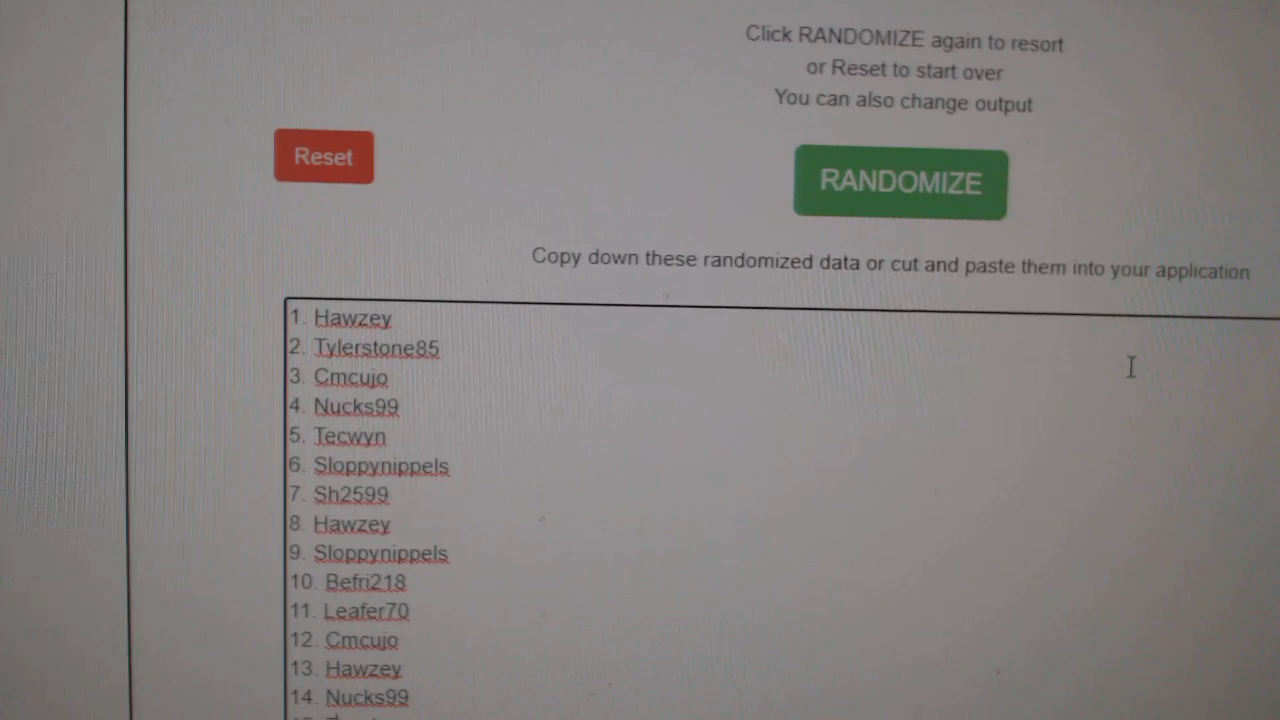 Click RANDOMIZE again to resort
or Reset to start over
You can also change output
Reset
RANDOMIZE
Copy down these randomized data or cut and paste them into your application
1. Hawzey
2. Tylerstone85
3. Cmcujo
4. Nucks99
5. Tecwyn
6. Sloppynippels
7. Sh2599
8. Hawzey
9. Sloppynippels
10. Befri218
11. Leafer70
12. Cmcujo
13. Hawzey
14. Nucks99